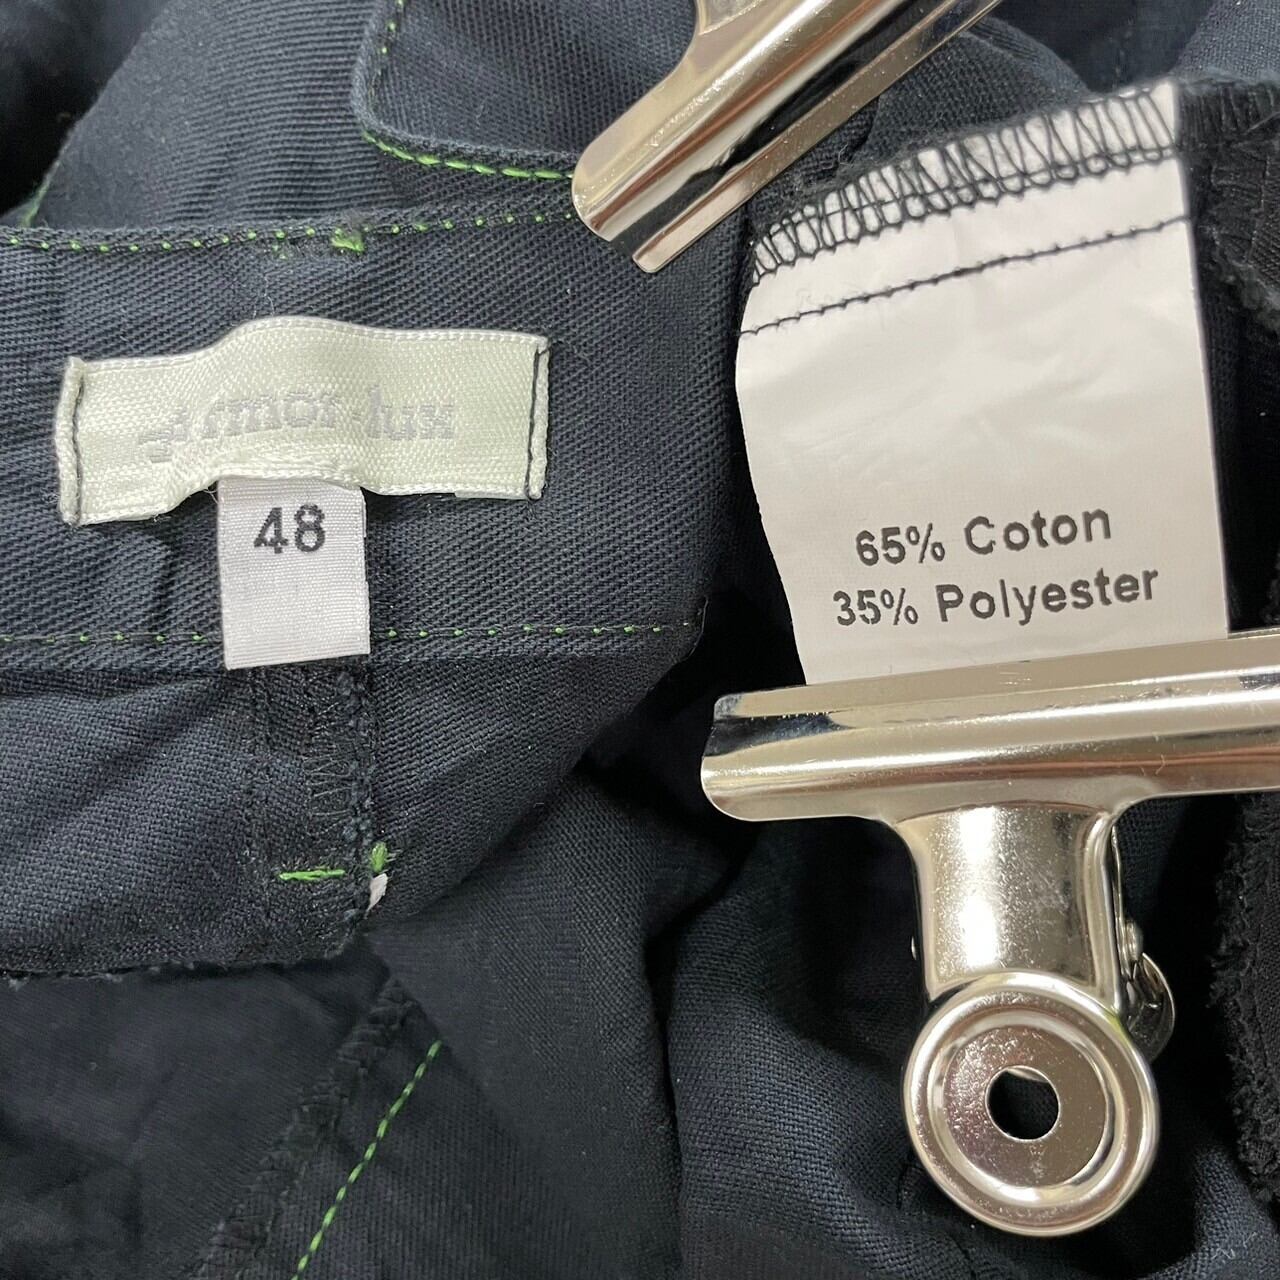 Armor-lux
48
65% Coton
35% Polyester